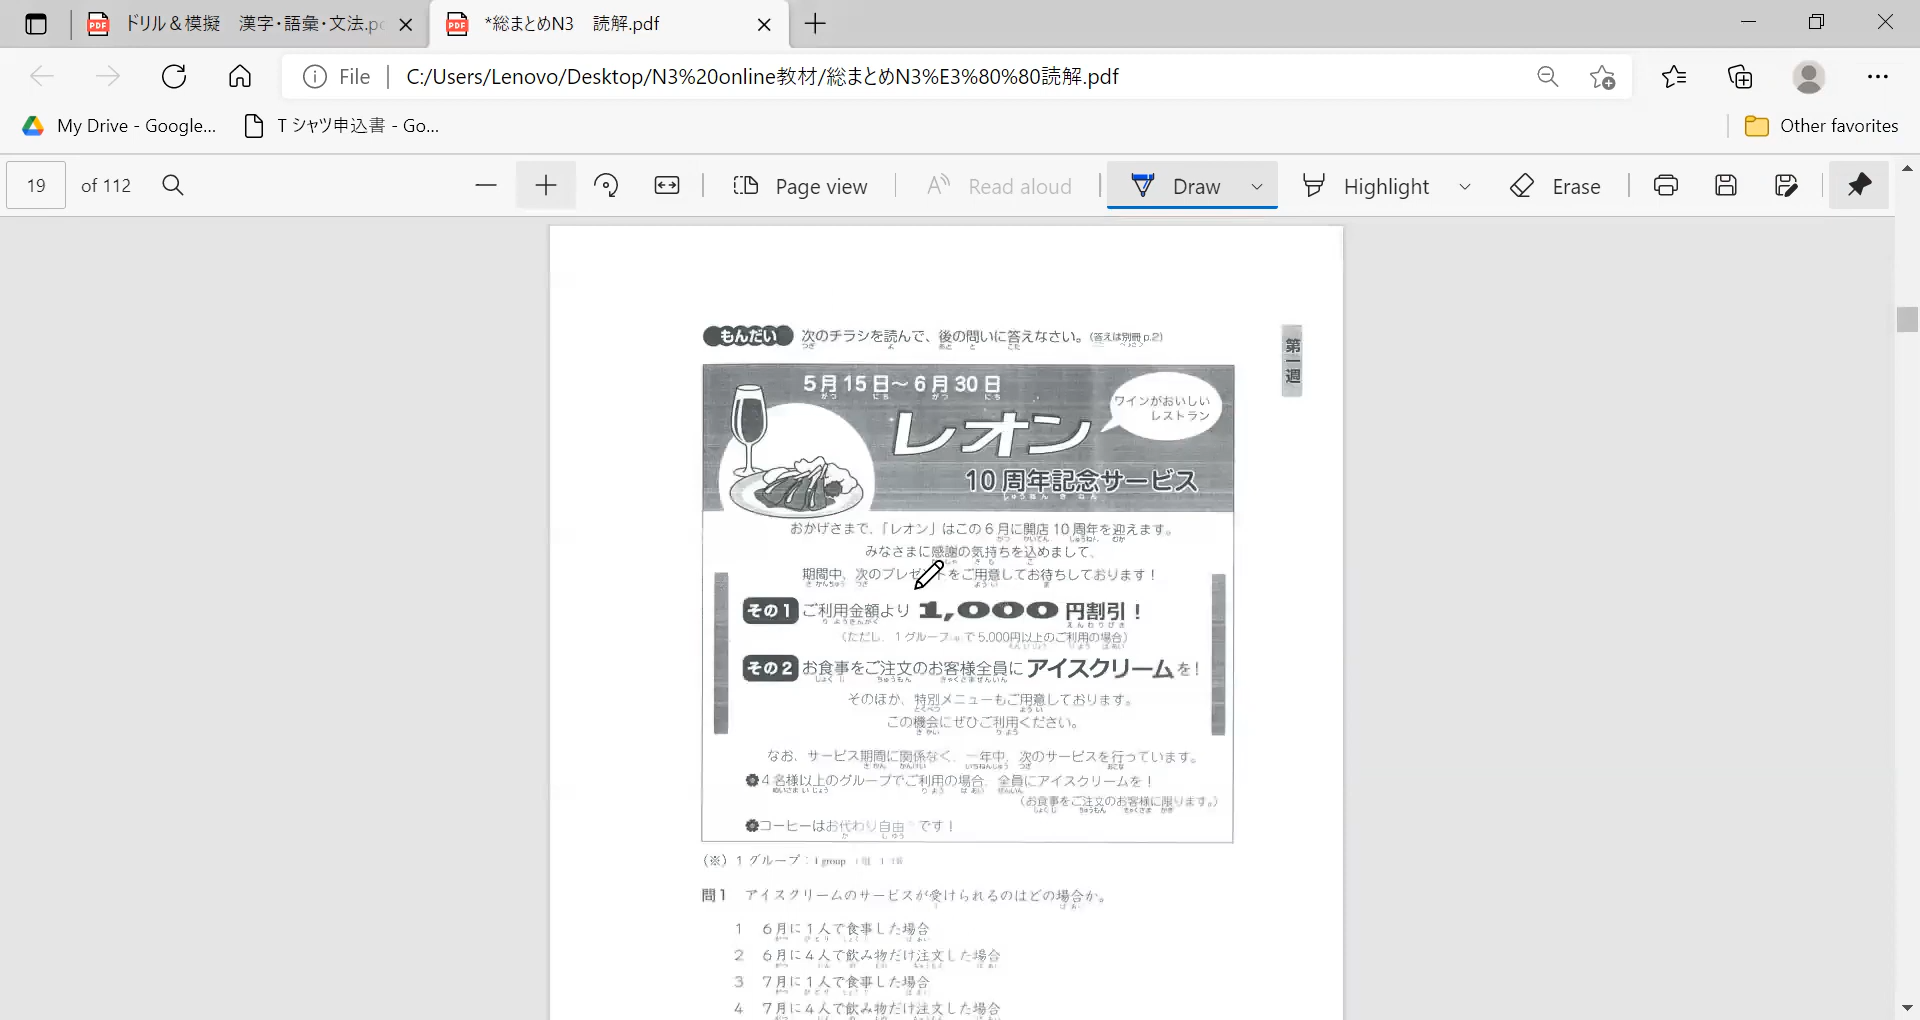 ドリル＆模擬　漢字・語彙・文法.p
*総まとめN3　読解.pdf
File
C:/Users/Lenovo/Desktop/N3%20online教材/総まとめN3%E3%80%80読解.pdf
My Drive - Google...
Tシャツ申込書 - Go...
Other favorites
19 of 112
Page view
Read aloud
Draw
Highlight
Erase
もんだい 次のチラシを読んで、後の問いに答えなさい。(答えは別冊p.2)
第一週
5月15日～6月30日
ワインがおいしい
レストラン
レオン
10周年記念サービス
おかげさまで、「レオン」はこの6月に開店10周年を迎えます。
みなさまに感謝の気持ちを込めまして、
期間中、次のプレゼントをご用意してお待ちしております！
その1 ご利用金額より 1,000円割引！
（ただし、1グループ※で5,000円以上のご利用の場合）
その2 お食事をご注文のお客様全員にアイスクリームを！
そのほか、特別メニューもご用意しております。
この機会にぜひご利用ください。
なお、サービス期間に関係なく、一年中、次のサービスを行っています。
4名様以上のグループでご利用の場合、全員にアイスクリームを！
（お食事をご注文のお客様に限ります。）
コーヒーはお代わり自由です！
(※) 1グループ：1 group
問1　アイスクリームのサービスが受けられるのはどの場合か。
1　6月に1人で食事した場合
2　6月に4人で飲み物だけ注文した場合
3　7月に1人で食事した場合
4　7月に4人で飲み物だけ注文した場合